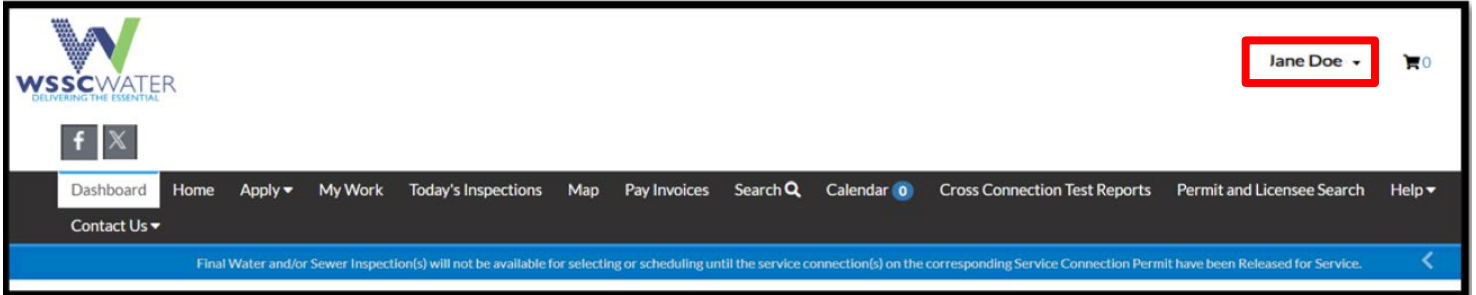 WSSCWATER
DELIVERING THE ESSENTIAL
Jane Doe
0
f X
Dashboard Home Apply My Work Today's Inspections Map Pay Invoices Search Calendar 0 Cross Connection Test Reports Permit and Licensee Search Help
Contact Us
Final Water and/or Sewer Inspection(s) will not be available for selecting or scheduling until the service connection(s) on the corresponding Service Connection Permit have been Released for Service.